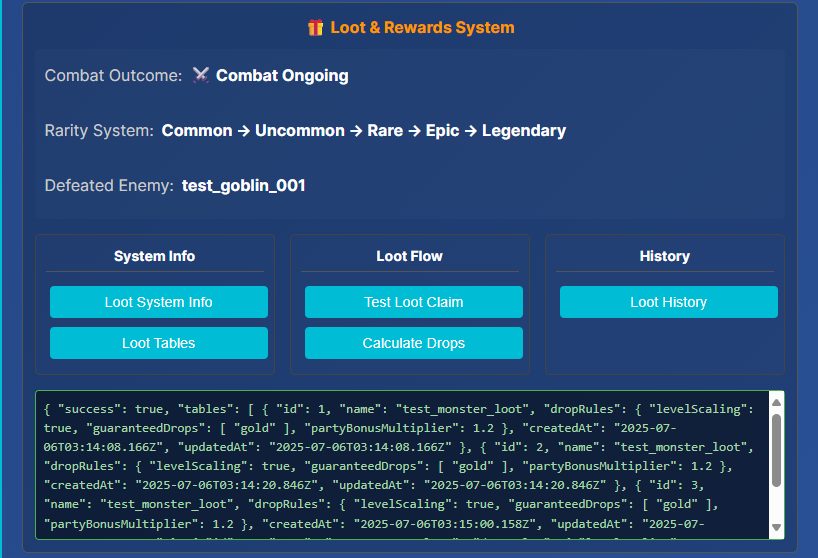 🎁 Loot & Rewards System
Combat Outcome: ⚔️ Combat Ongoing
Rarity System: Common → Uncommon → Rare → Epic → Legendary
Defeated Enemy: test_goblin_001
System Info
Loot System Info
Loot Tables
Loot Flow
Test Loot Claim
Calculate Drops
History
Loot History
{ "success": true, "tables": [ { "id": 1, "name": "test_monster_loot", "dropRules": { "levelScaling":
true, "guaranteedDrops": [ "gold" ], "partyBonusMultiplier": 1.2 }, "createdAt": "2025-07-
06T03:14:08.166Z", "updatedAt": "2025-07-06T03:14:08.166Z" }, { "id": 2, "name": "test_monster_loot",
"dropRules": { "levelScaling": true, "guaranteedDrops": [ "gold" ], "partyBonusMultiplier": 1.2 },
"createdAt": "2025-07-06T03:14:20.846Z", "updatedAt": "2025-07-06T03:14:20.846Z" }, { "id": 3,
"name": "test_monster_loot", "dropRules": { "levelScaling": true, "guaranteedDrops": [ "gold" ],
"partyBonusMultiplier": 1.2 }, "createdAt": "2025-07-06T03:15:00.158Z", "updatedAt": "2025-07-